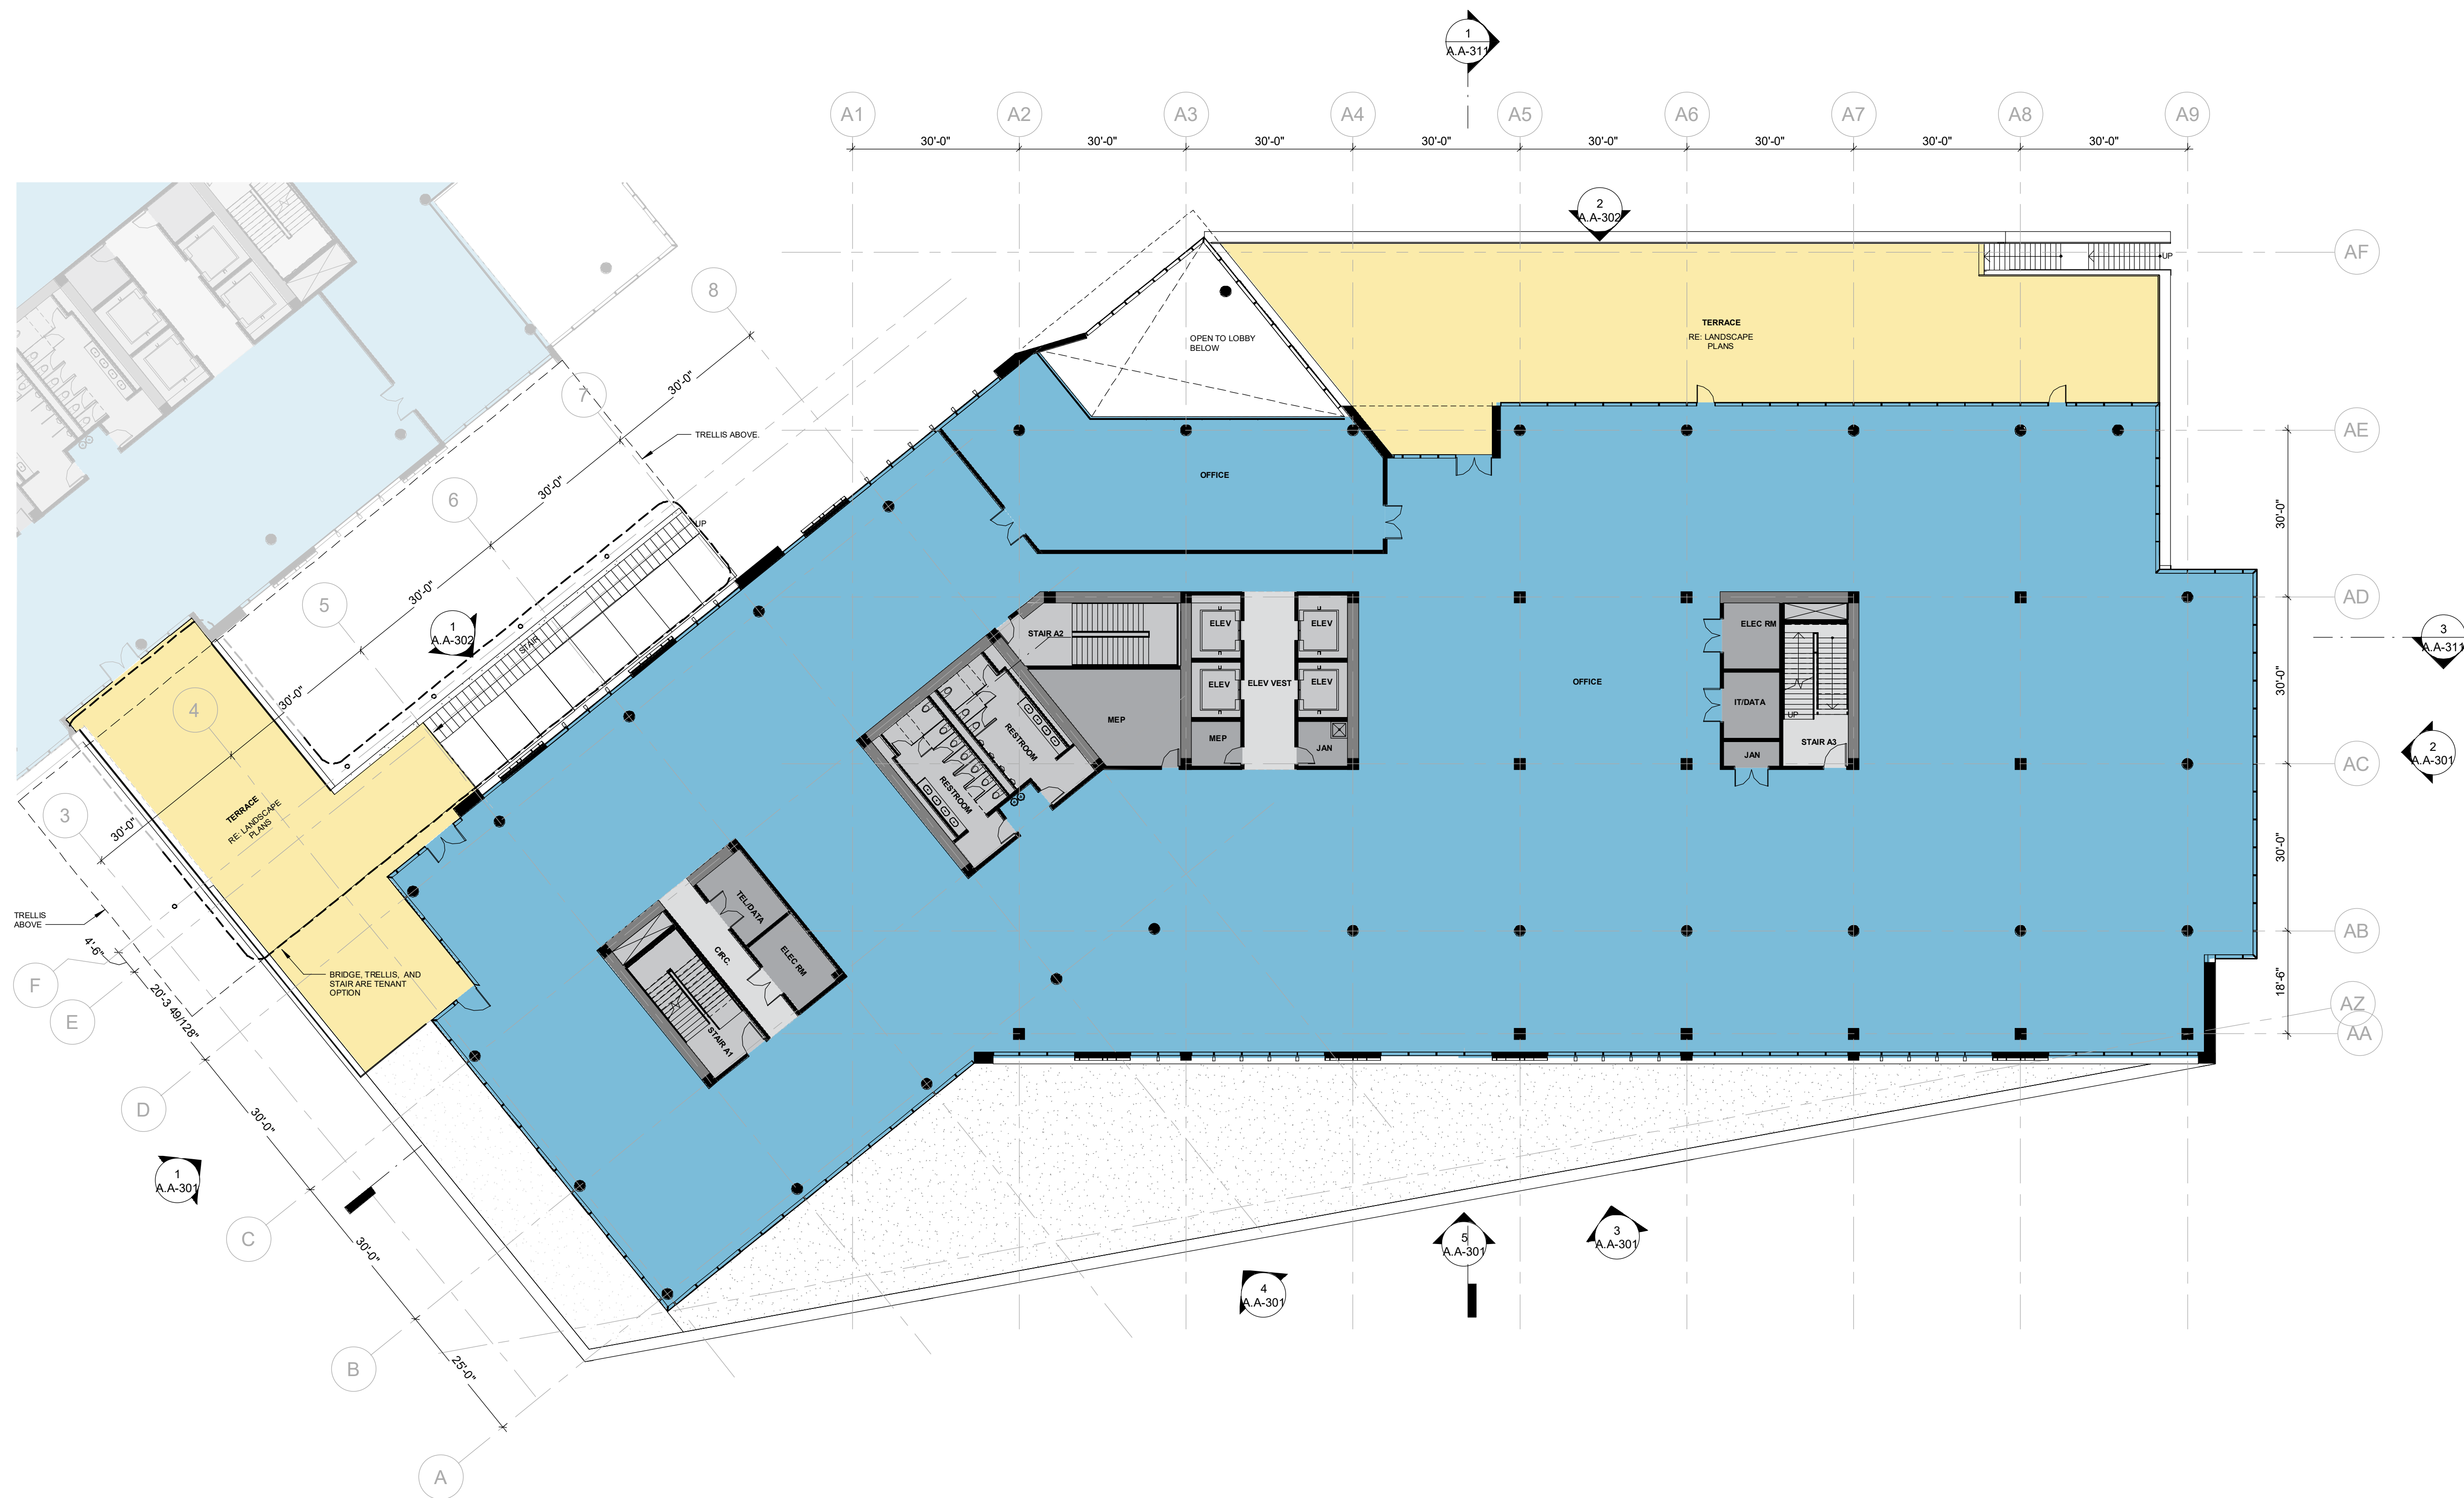 1
A.A-311
A1
A2
A3
A4
A5
A6
A7
A8
A9
30'-0"
30'-0"
30'-0"
30'-0"
30'-0"
30'-0"
30'-0"
30'-0"
2
A.A-302
AF
UP
8
7
6
5
4
3
30'-0"
30'-0"
30'-0"
30'-0"
30'-0"
TRELLIS ABOVE.
OPEN TO LOBBY
BELOW
TERRACE
RE: LANDSCAPE
PLANS
AE
OFFICE
30'-0"
UP
STAIR
1
A.A-302
AD
STAIR A2
ELEV
ELEV
ELEV
ELEV
ELEV VEST
MEP
MEP
JAN
RESTROOM
RESTROOM
OFFICE
ELEC RM
IT/DATA
JAN
UP
STAIR A3
3
A.A-311
30'-0"
2
A.A-301
AC
30'-0"
AB
18'-6"
AZ
AA
TERRACE
RE: LANDSCAPE
PLANS
TRELLIS
ABOVE
BRIDGE, TRELLIS, AND
STAIR ARE TENANT
OPTION
TEL/DATA
ELEC RM
CIRC.
STAIR A1
4'-6"
20'-3 49/128"
30'-0"
30'-0"
25'-0"
F
E
D
C
B
A
1
A.A-301
4
A.A-301
5
A.A-301
3
A.A-301